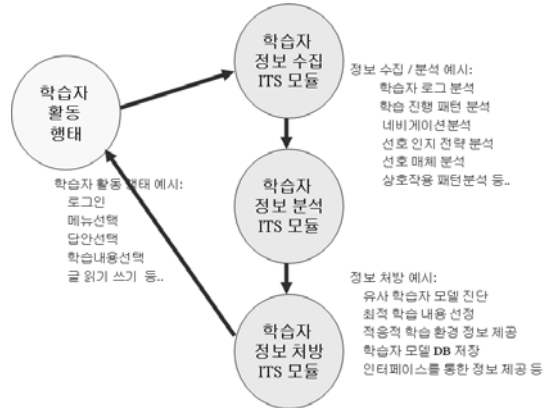 학습자
정보 수집
ITS 모듈
정보 수집 / 분석 예시:
학습자 로그 분석
학습 진행 패턴 분석
네비게이션분석
선호 인지 전략 분석
선호 매체 분석
상호작용 패턴분석 등..
학습자
활동
행태
학습자 활동 행태 예시:
로그인
메뉴선택
답안선택
학습내용선택
글 읽기 쓰기 등..
학습자
정보 분석
ITS 모듈
학습자
정보 처방
ITS 모듈
정보 처방 예시:
유사 학습자 모델 진단
최적 학습 내용 선정
적응적 학습 환경 정보 제공
학습자 모델 DB 저장
인터페이스를 통한 정보 제공 등